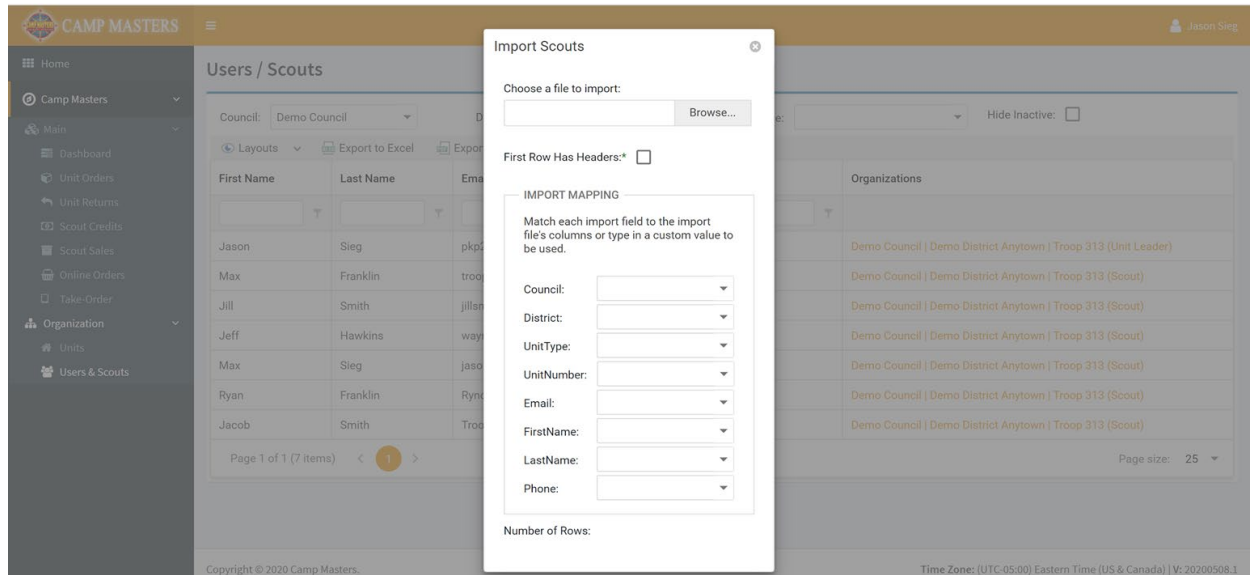 CAMP MASTERS
Jason Sieg
Home
Camp Masters
Main
Dashboard
Unit Orders
Unit Returns
Scout Credits
Scout Sales
Online Orders
Take-Order
Organization
Units
Users & Scouts
Users / Scouts
Council: Demo Council D e: Hide Inactive:
Layouts Export to Excel Expor
First Name Last Name Ema Organizations
Jason Sieg pkp2 Demo Council | Demo District Anytown | Troop 313 (Unit Leader)
Max Franklin troo Demo Council | Demo District Anytown | Troop 313 (Scout)
Jill Smith jillsm Demo Council | Demo District Anytown | Troop 313 (Scout)
Jeff Hawkins way Demo Council | Demo District Anytown | Troop 313 (Scout)
Max Sieg jaso Demo Council | Demo District Anytown | Troop 313 (Scout)
Ryan Franklin Ryn Demo Council | Demo District Anytown | Troop 313 (Scout)
Jacob Smith Troo Demo Council | Demo District Anytown | Troop 313 (Scout)
Page 1 of 1 (7 items) < 1 > Page size: 25
Import Scouts
Choose a file to import:
Browse...
First Row Has Headers:*
IMPORT MAPPING
Match each import field to the import
file's columns or type in a custom value to
be used.
Council:
District:
UnitType:
UnitNumber:
Email:
FirstName:
LastName:
Phone:
Number of Rows:
Copyright © 2020 Camp Masters. Time Zone: (UTC-05:00) Eastern Time (US & Canada) | V: 20200508.1